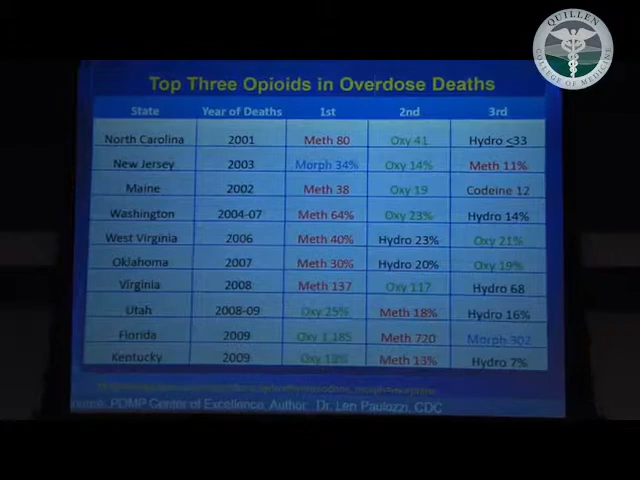 QUILLEN
COLLEGE OF MEDICINE
Top Three Opioids in Overdose Deaths
State Year of Deaths 1st 2nd 3rd
North Carolina 2001 Meth 80 Oxy 41 Hydro <33
New Jersey 2003 Morph 34% Oxy 14% Meth 11%
Maine 2002 Meth 38 Oxy 19 Codeine 12
Washington 2004-07 Meth 64% Oxy 23% Hydro 14%
West Virginia 2006 Meth 40% Hydro 23% Oxy 21%
Oklahoma 2007 Meth 30% Hydro 20% Oxy 19%
Virginia 2008 Meth 137 Oxy 117 Hydro 68
Utah 2008-09 Oxy 25% Meth 18% Hydro 16%
Florida 2009 Oxy 1,185 Meth 720 Morph 302
Kentucky 2009 Oxy 13% Meth 13% Hydro 7%
PDMP Center of Excellence, Author: Dr. Len Paulozzi, CDC